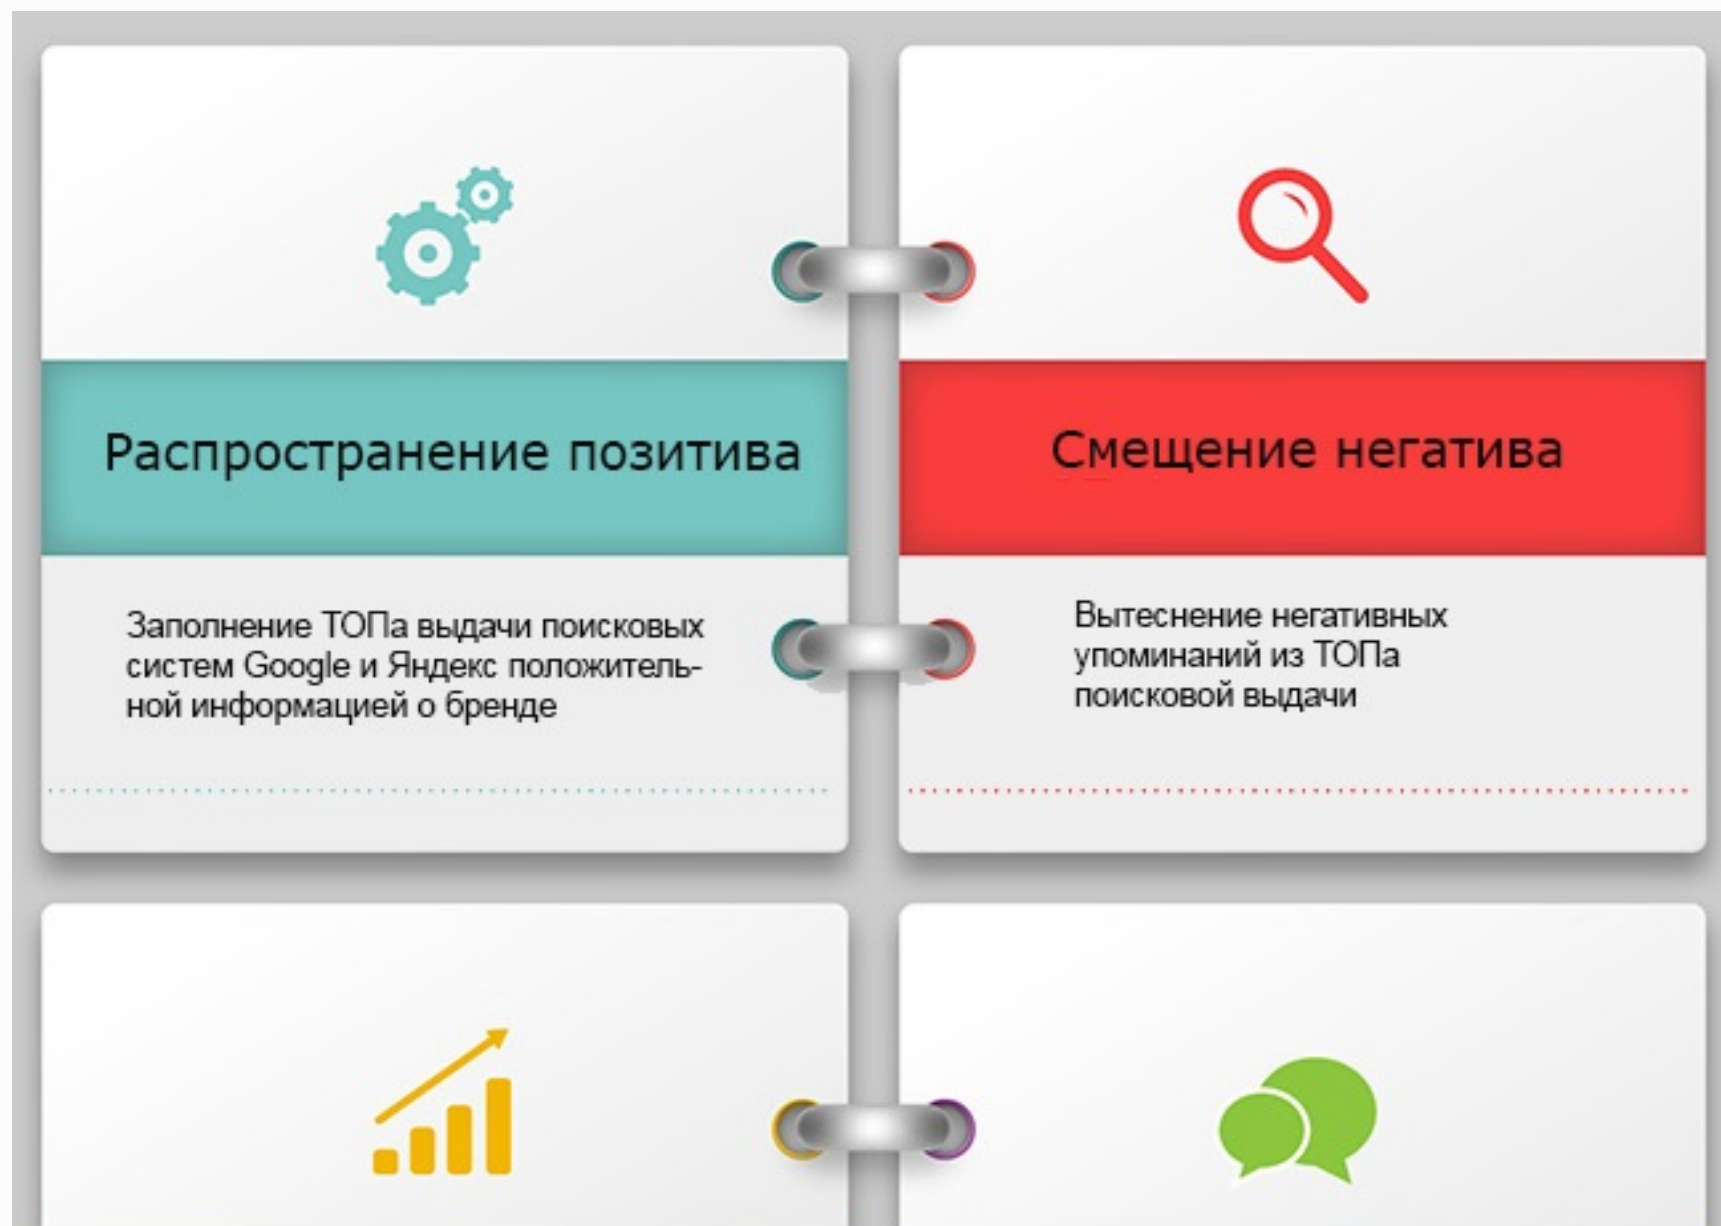 Распространение позитива
Заполнение ТОПа выдачи поисковых
систем Google и Яндекс положитель-
ной информацией о бренде
Смещение негатива
Вытеснение негативных
упоминаний из ТОПа
поисковой выдачи